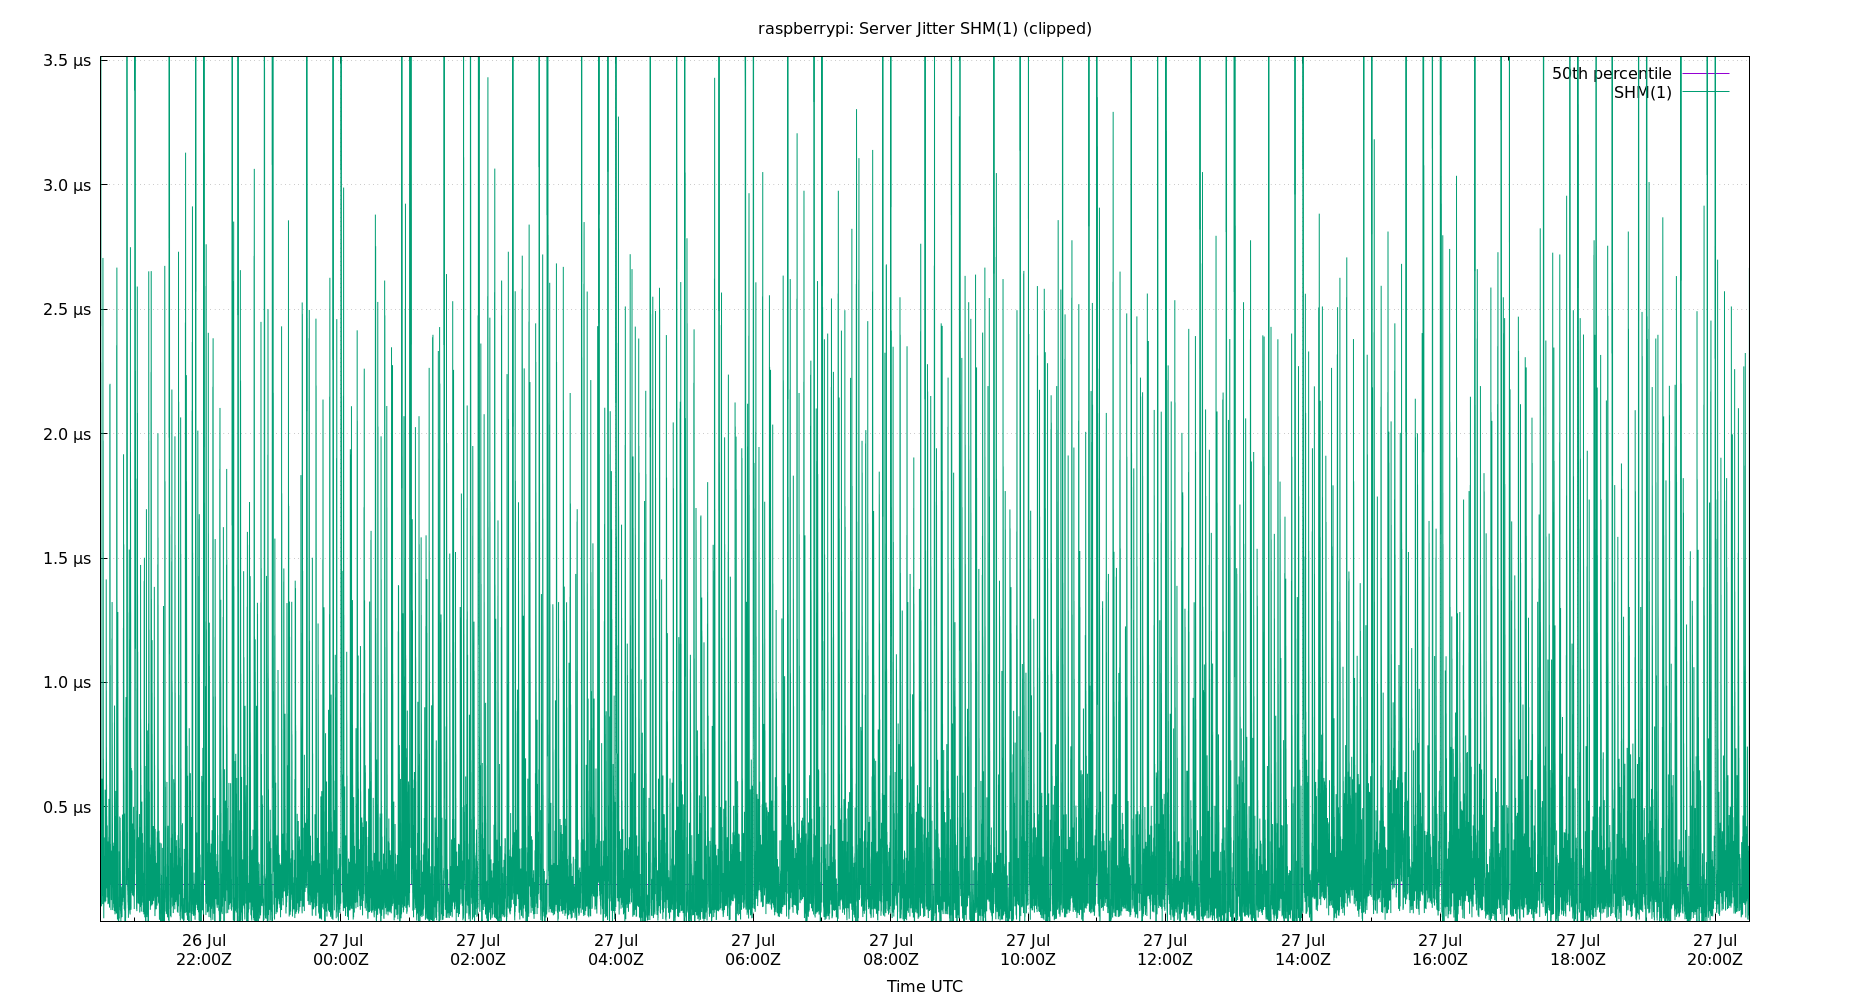 raspberrypi: Server Jitter SHM(1) (clipped)
3.5 µs
3.0 µs
2.5 µs
2.0 µs
1.5 µs
1.0 µs
0.5 µs
50th percentile
SHM(1)
26 Jul 27 Jul 27 Jul 27 Jul 27 Jul 27 Jul 27 Jul 27 Jul 27 Jul 27 Jul 27 Jul 27 Jul
22:00Z 00:00Z 02:00Z 04:00Z 06:00Z 08:00Z 10:00Z 12:00Z 14:00Z 16:00Z 18:00Z 20:00Z
Time UTC